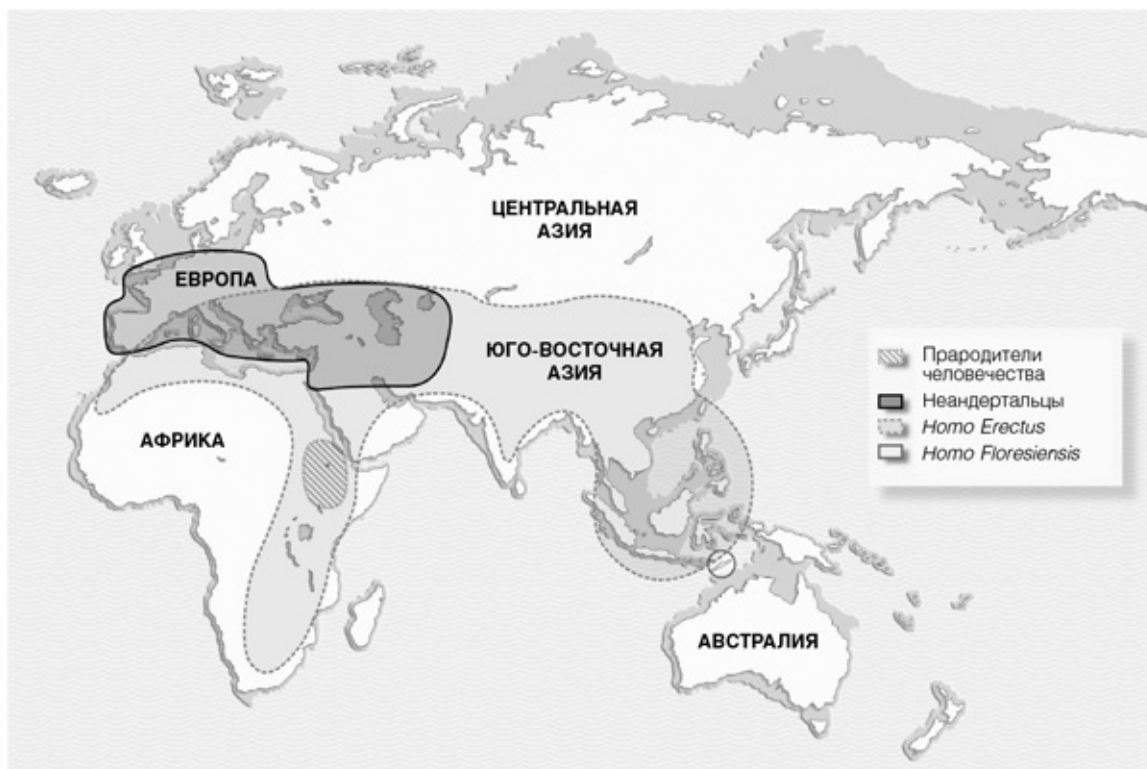 ЦЕНТРАЛЬНАЯ
АЗИЯ
ЕВРОПА
ЮГО-ВОСТОЧНАЯ
АЗИЯ
АФРИКА
АВСТРАЛИЯ
Прародители
человечества
Неандертальцы
Homo Erectus
Homo Floresiensis